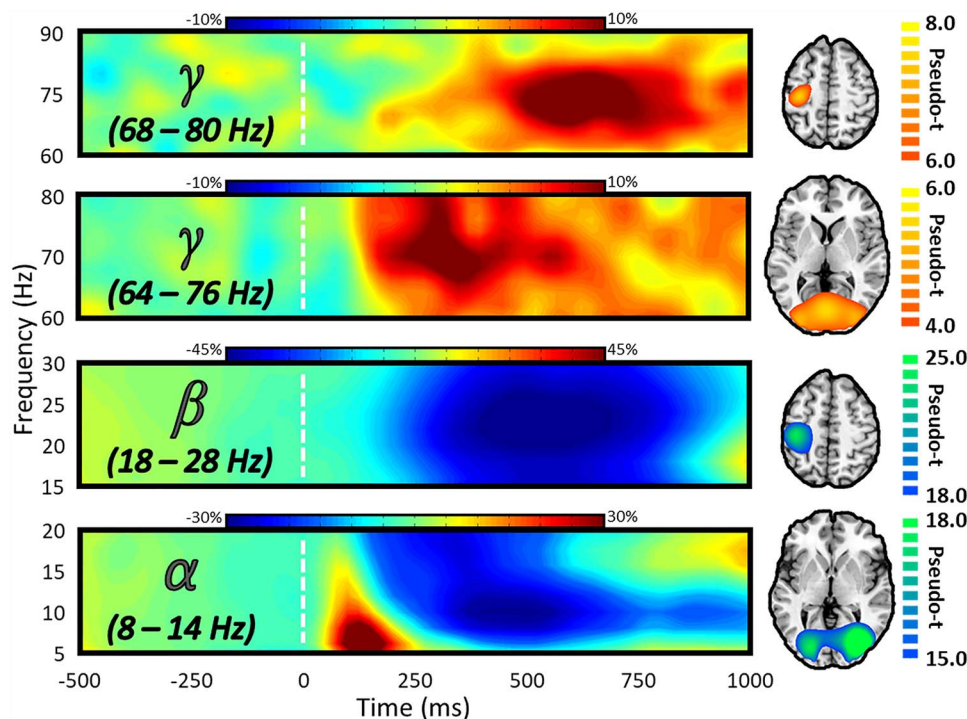 -10% 10%
90
75
60
γ
(68 – 80 Hz)
8.0
Pseudo-t
6.0
-10% 10%
80
70
60
γ
(64 – 76 Hz)
6.0
Pseudo-t
4.0
Frequency (Hz)
-45% 45%
30
25
20
15
β
(18 – 28 Hz)
25.0
Pseudo-t
18.0
-30% 30%
20
15
10
5
α
(8 – 14 Hz)
18.0
Pseudo-t
15.0
-500 -250 0 250 500 750 1000
Time (ms)